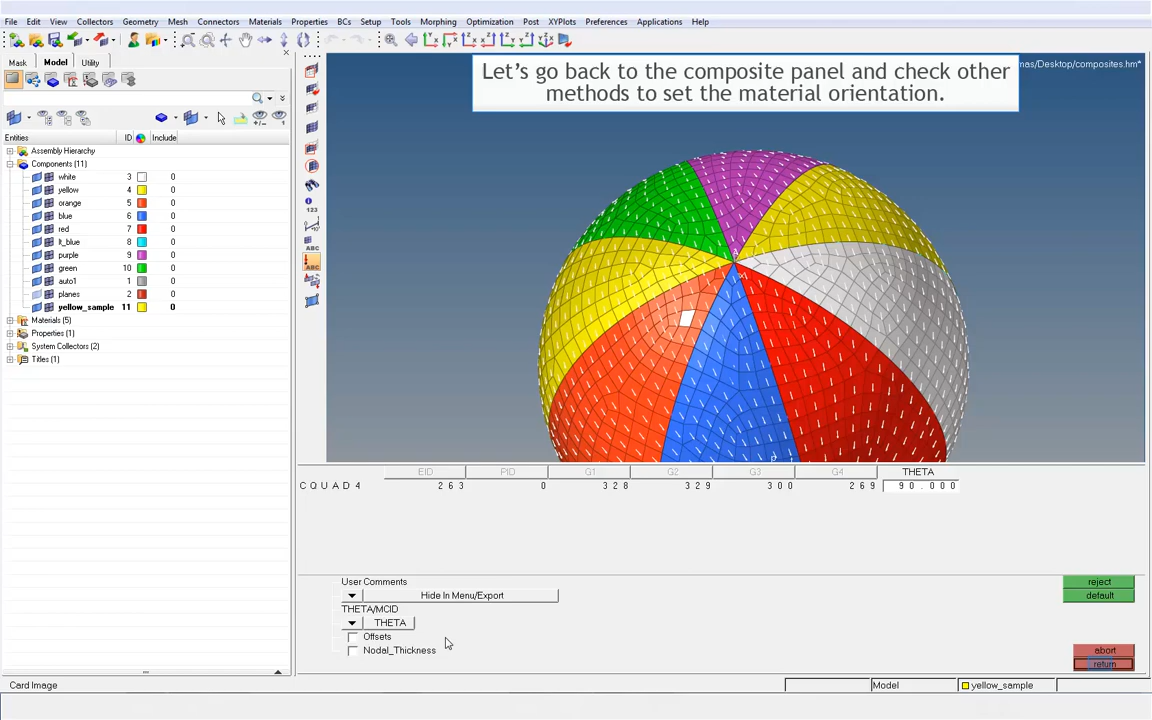 File Edit View Collectors Geometry Mesh Connectors Materials Properties BCs Setup Tools Morphing Optimization Post XYPlots Preferences Applications Help
Mask Model Utility
Let's go back to the composite panel and check other
methods to set the material orientation.
mas/Desktop/composites.hm*
Entities ID Include
Assembly Hierarchy
Components (11)
white 3 0
yellow 4 0
orange 5 0
blue 6 0
red 7 0
lt_blue 8 0
purple 9 0
green 10 0
auto1 1 0
planes 2 0
yellow_sample 11 0
Materials (5)
Properties (1)
System Collectors (2)
Titles (1)
123
ABC
ABC
EID PID G1 G2 G3 G4 THETA
CQUAD4 263 0 328 329 300 269 90.000
User Comments
Hide In Menu/Export
THETA/MCID
THETA
Offsets
Nodal_Thickness
reject
default
abort
return
Card Image Model yellow_sample